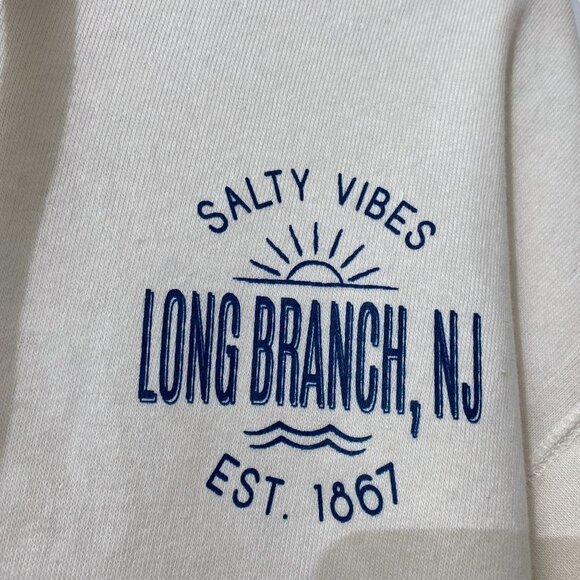 SALTY VIBES
LONG BRANCH, NJ
EST. 1867